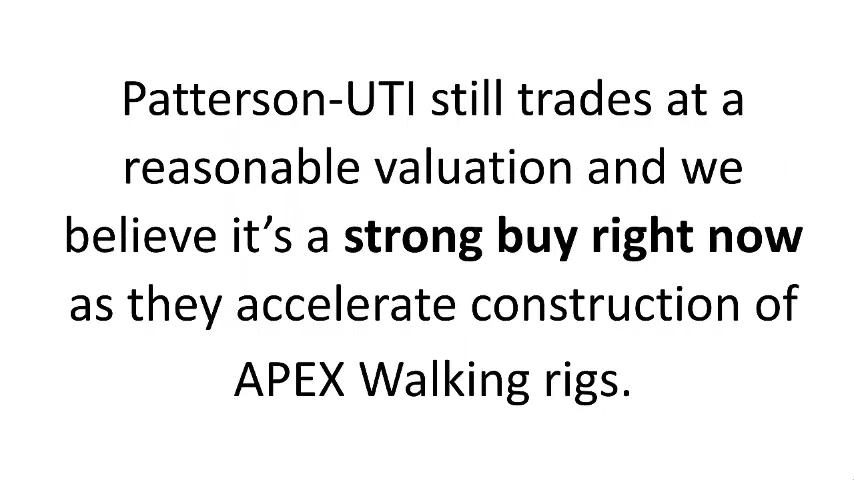 Patterson-UTI still trades at a
reasonable valuation and we
believe it’s a strong buy right now
as they accelerate construction of
APEX Walking rigs.